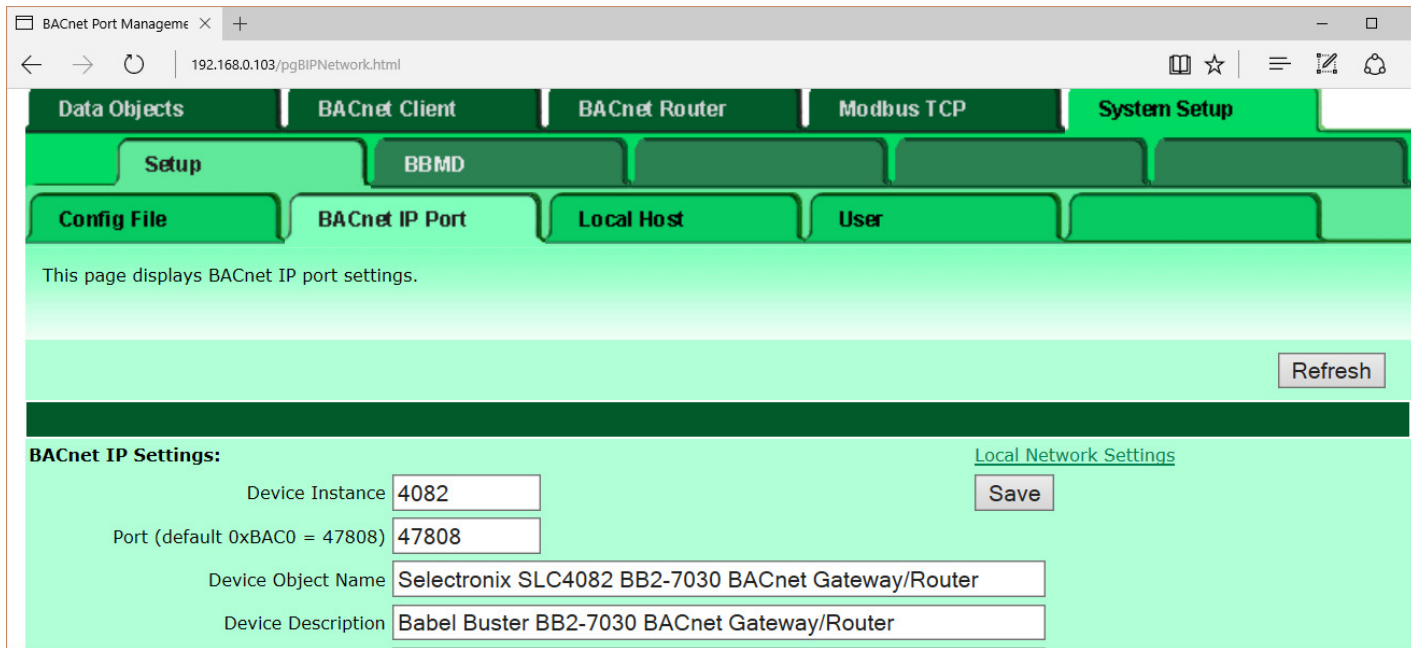 BACnet Port Manageme
192.168.0.103/pgBIPNetwork.html
Data Objects BACnet Client BACnet Router Modbus TCP System Setup
Setup BBMD
Config File BACnet IP Port Local Host User
This page displays BACnet IP port settings.
Refresh
BACnet IP Settings: Local Network Settings
Device Instance 4082 Save
Port (default 0xBAC0 = 47808) 47808
Device Object Name Selectronix SLC4082 BB2-7030 BACnet Gateway/Router
Device Description Babel Buster BB2-7030 BACnet Gateway/Router